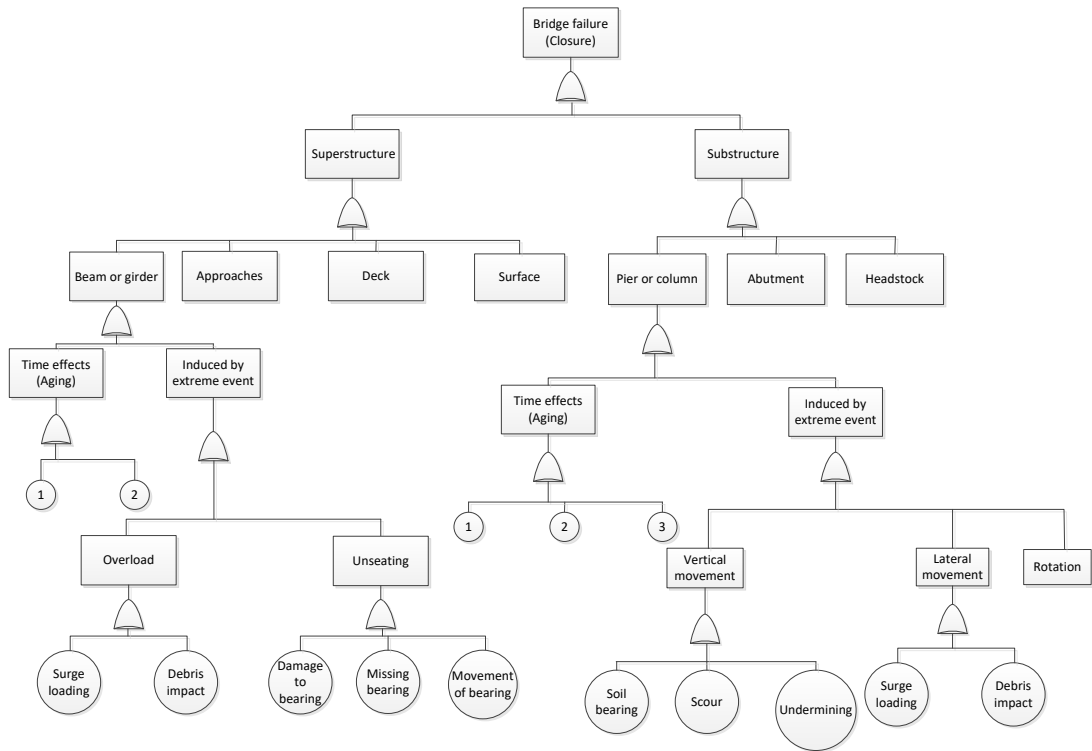 Bridge failure
(Closure)
Superstructure
Substructure
Beam or girder
Approaches
Deck
Surface
Pier or column
Abutment
Headstock
Time effects
(Aging)
Induced by
extreme event
Time effects
(Aging)
Induced by
extreme event
1
2
1
2
3
Overload
Unseating
Vertical
movement
Lateral
movement
Rotation
Surge
loading
Debris
impact
Damage
to
bearing
Missing
bearing
Movement
of bearing
Soil
bearing
Scour
Undermining
Surge
loading
Debris
impact